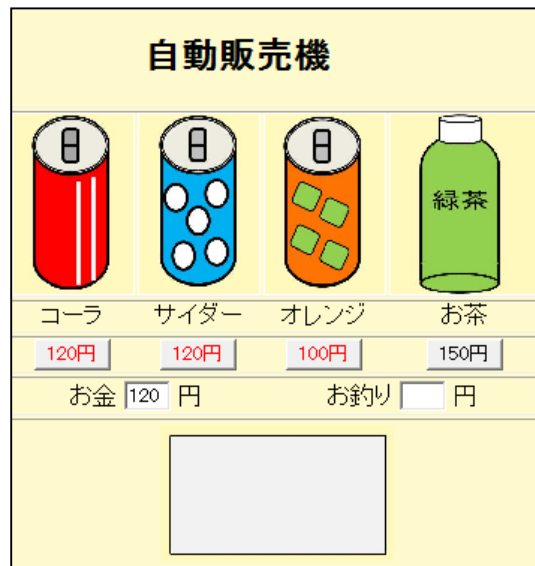 自動販売機
緑茶
コーラ サイダー オレンジ お茶
120円 120円 100円 150円
お金 120 円 お釣り 円